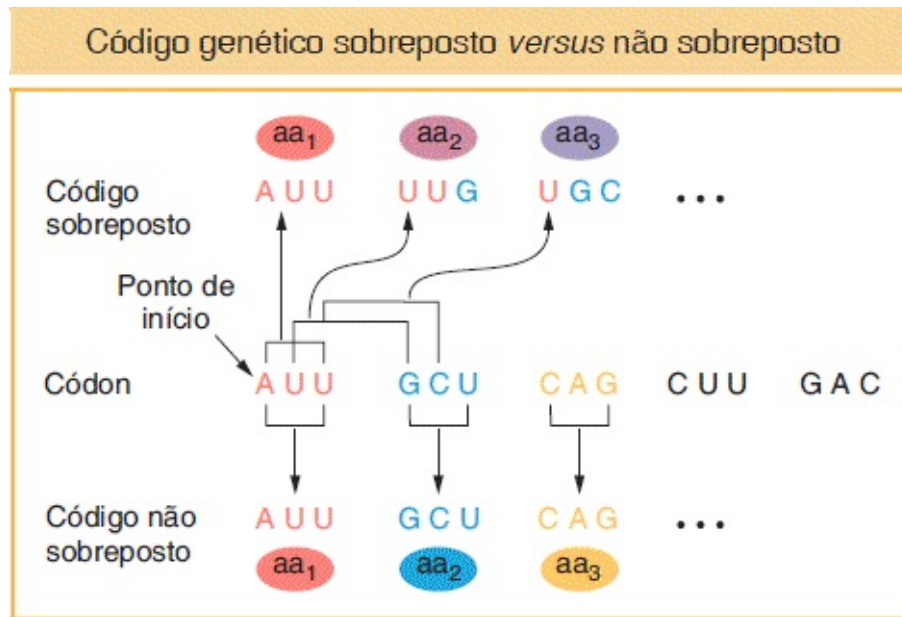 Código genético sobreposto versus não sobreposto
aa1 aa2 aa3
Código sobreposto
A U U U U G U G C ...
Ponto de
início
Códon A U U G C U C A G C U U G A C
Código não sobreposto
A U U G C U C A G ...
aa1 aa2 aa3